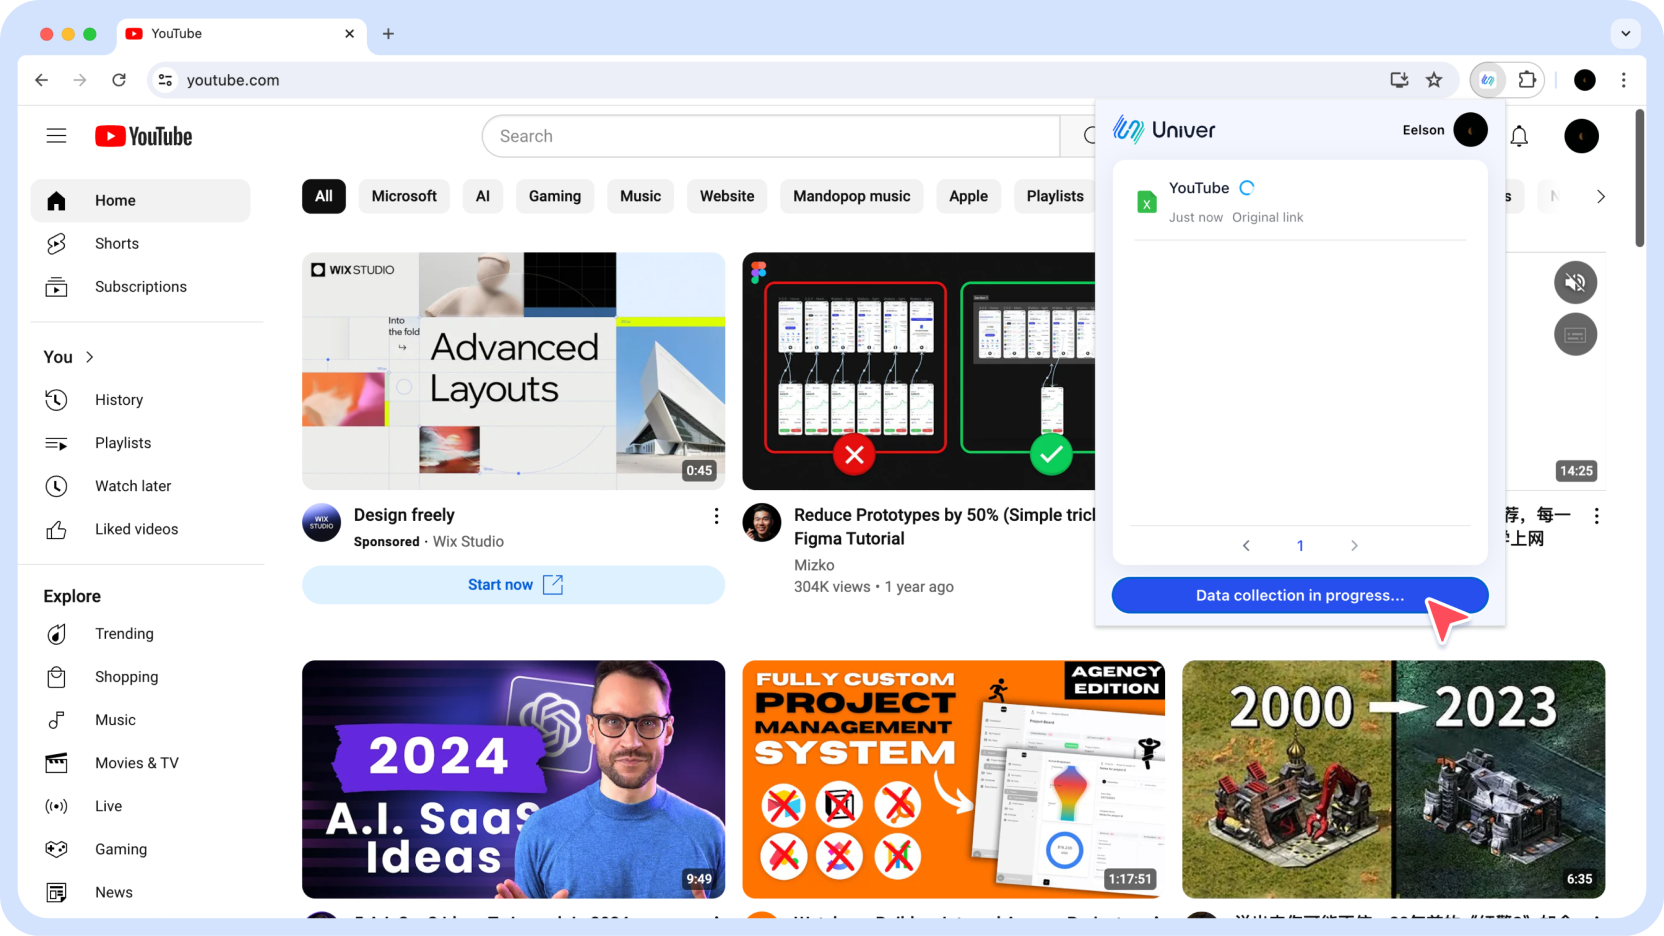 YouTube
youtube.com
YouTube
Search
Univer
Eelson
Home
Shorts
Subscriptions
You
History
Playlists
Watch later
Liked videos
Explore
Trending
Shopping
Music
Movies & TV
Live
Gaming
News
All
Microsoft
AI
Gaming
Music
Website
Mandopop music
Apple
Playlists
YouTube
Just now Original link
1
Data collection in progress...
WIX STUDIO
Into
the fold
Advanced
Layouts
0:45
WIX
STUDIO
Design freely
Sponsored · Wix Studio
Start now
Reduce Prototypes by 50% (Simple trick
Figma Tutorial
Mizko
304K views • 1 year ago
14:25
荐，每一
上网
2024
A.I. SaaS
Ideas
9:49
FULLY CUSTOM
PROJECT
MANAGEMENT
SYSTEM
AGENCY
EDITION
Project Board
1:17:51
2000
2023
6:35